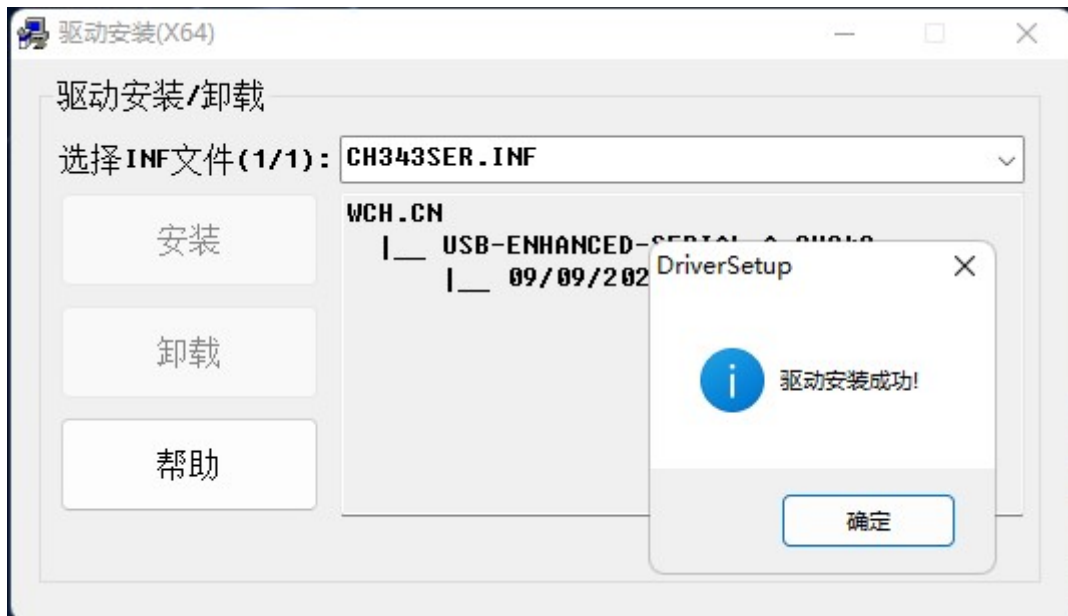 驱动安装(X64)
驱动安装/卸载
选择INF文件(1/1):
CH343SER.INF
安装
卸载
帮助
WCH.CN
|__ USB-ENHANCED-
|__ 09/09/202
DriverSetup
驱动安装成功!
确定